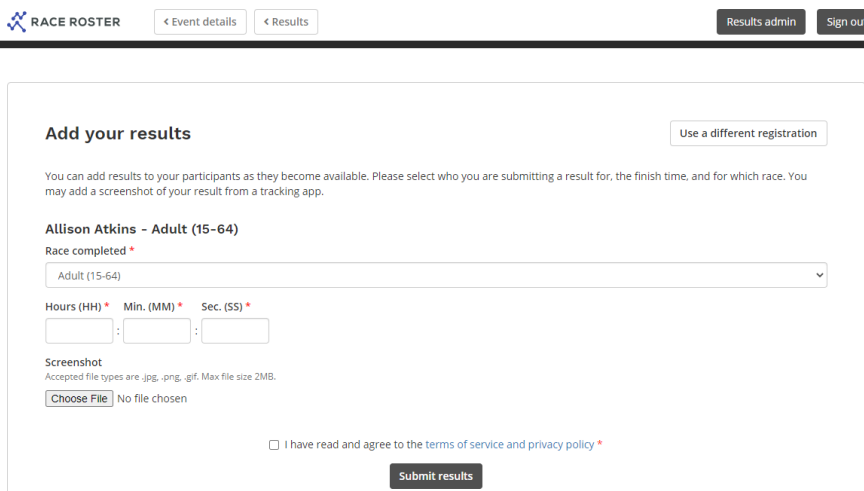 RACE ROSTER
‹ Event details
‹ Results
Results admin
Sign out
Add your results
Use a different registration
You can add results to your participants as they become available. Please select who you are submitting a result for, the finish time, and for which race. You
may add a screenshot of your result from a tracking app.
Allison Atkins - Adult (15-64)
Race completed *
Adult (15-64)
Hours (HH) * Min. (MM) * Sec. (SS) *
: :
Screenshot
Accepted file types are .jpg, .png, .gif. Max file size 2MB.
Choose File No file chosen
I have read and agree to the terms of service and privacy policy *
Submit results